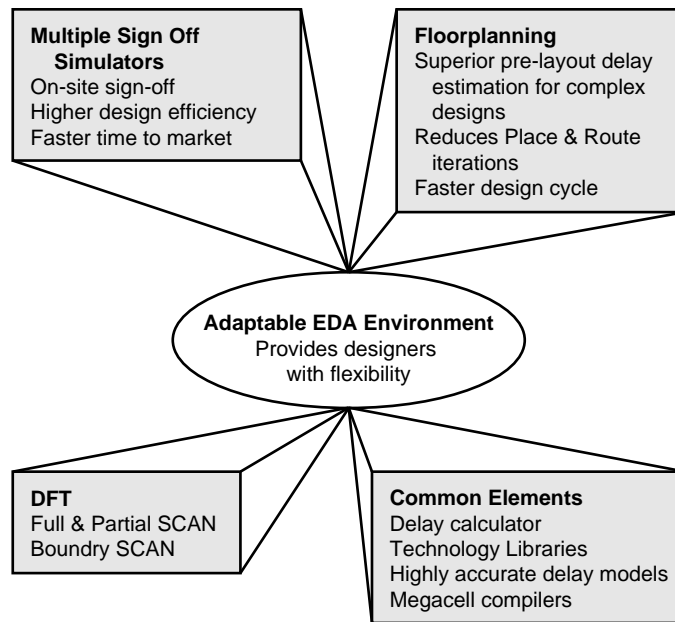 Multiple Sign Off
Simulators
On-site sign-off
Higher design efficiency
Faster time to market
Floorplanning
Superior pre-layout delay
estimation for complex
designs
Reduces Place & Route
iterations
Faster design cycle
Adaptable EDA Environment
Provides designers
with flexibility
DFT
Full & Partial SCAN
Boundry SCAN
Common Elements
Delay calculator
Technology Libraries
Highly accurate delay models
Megacell compilers